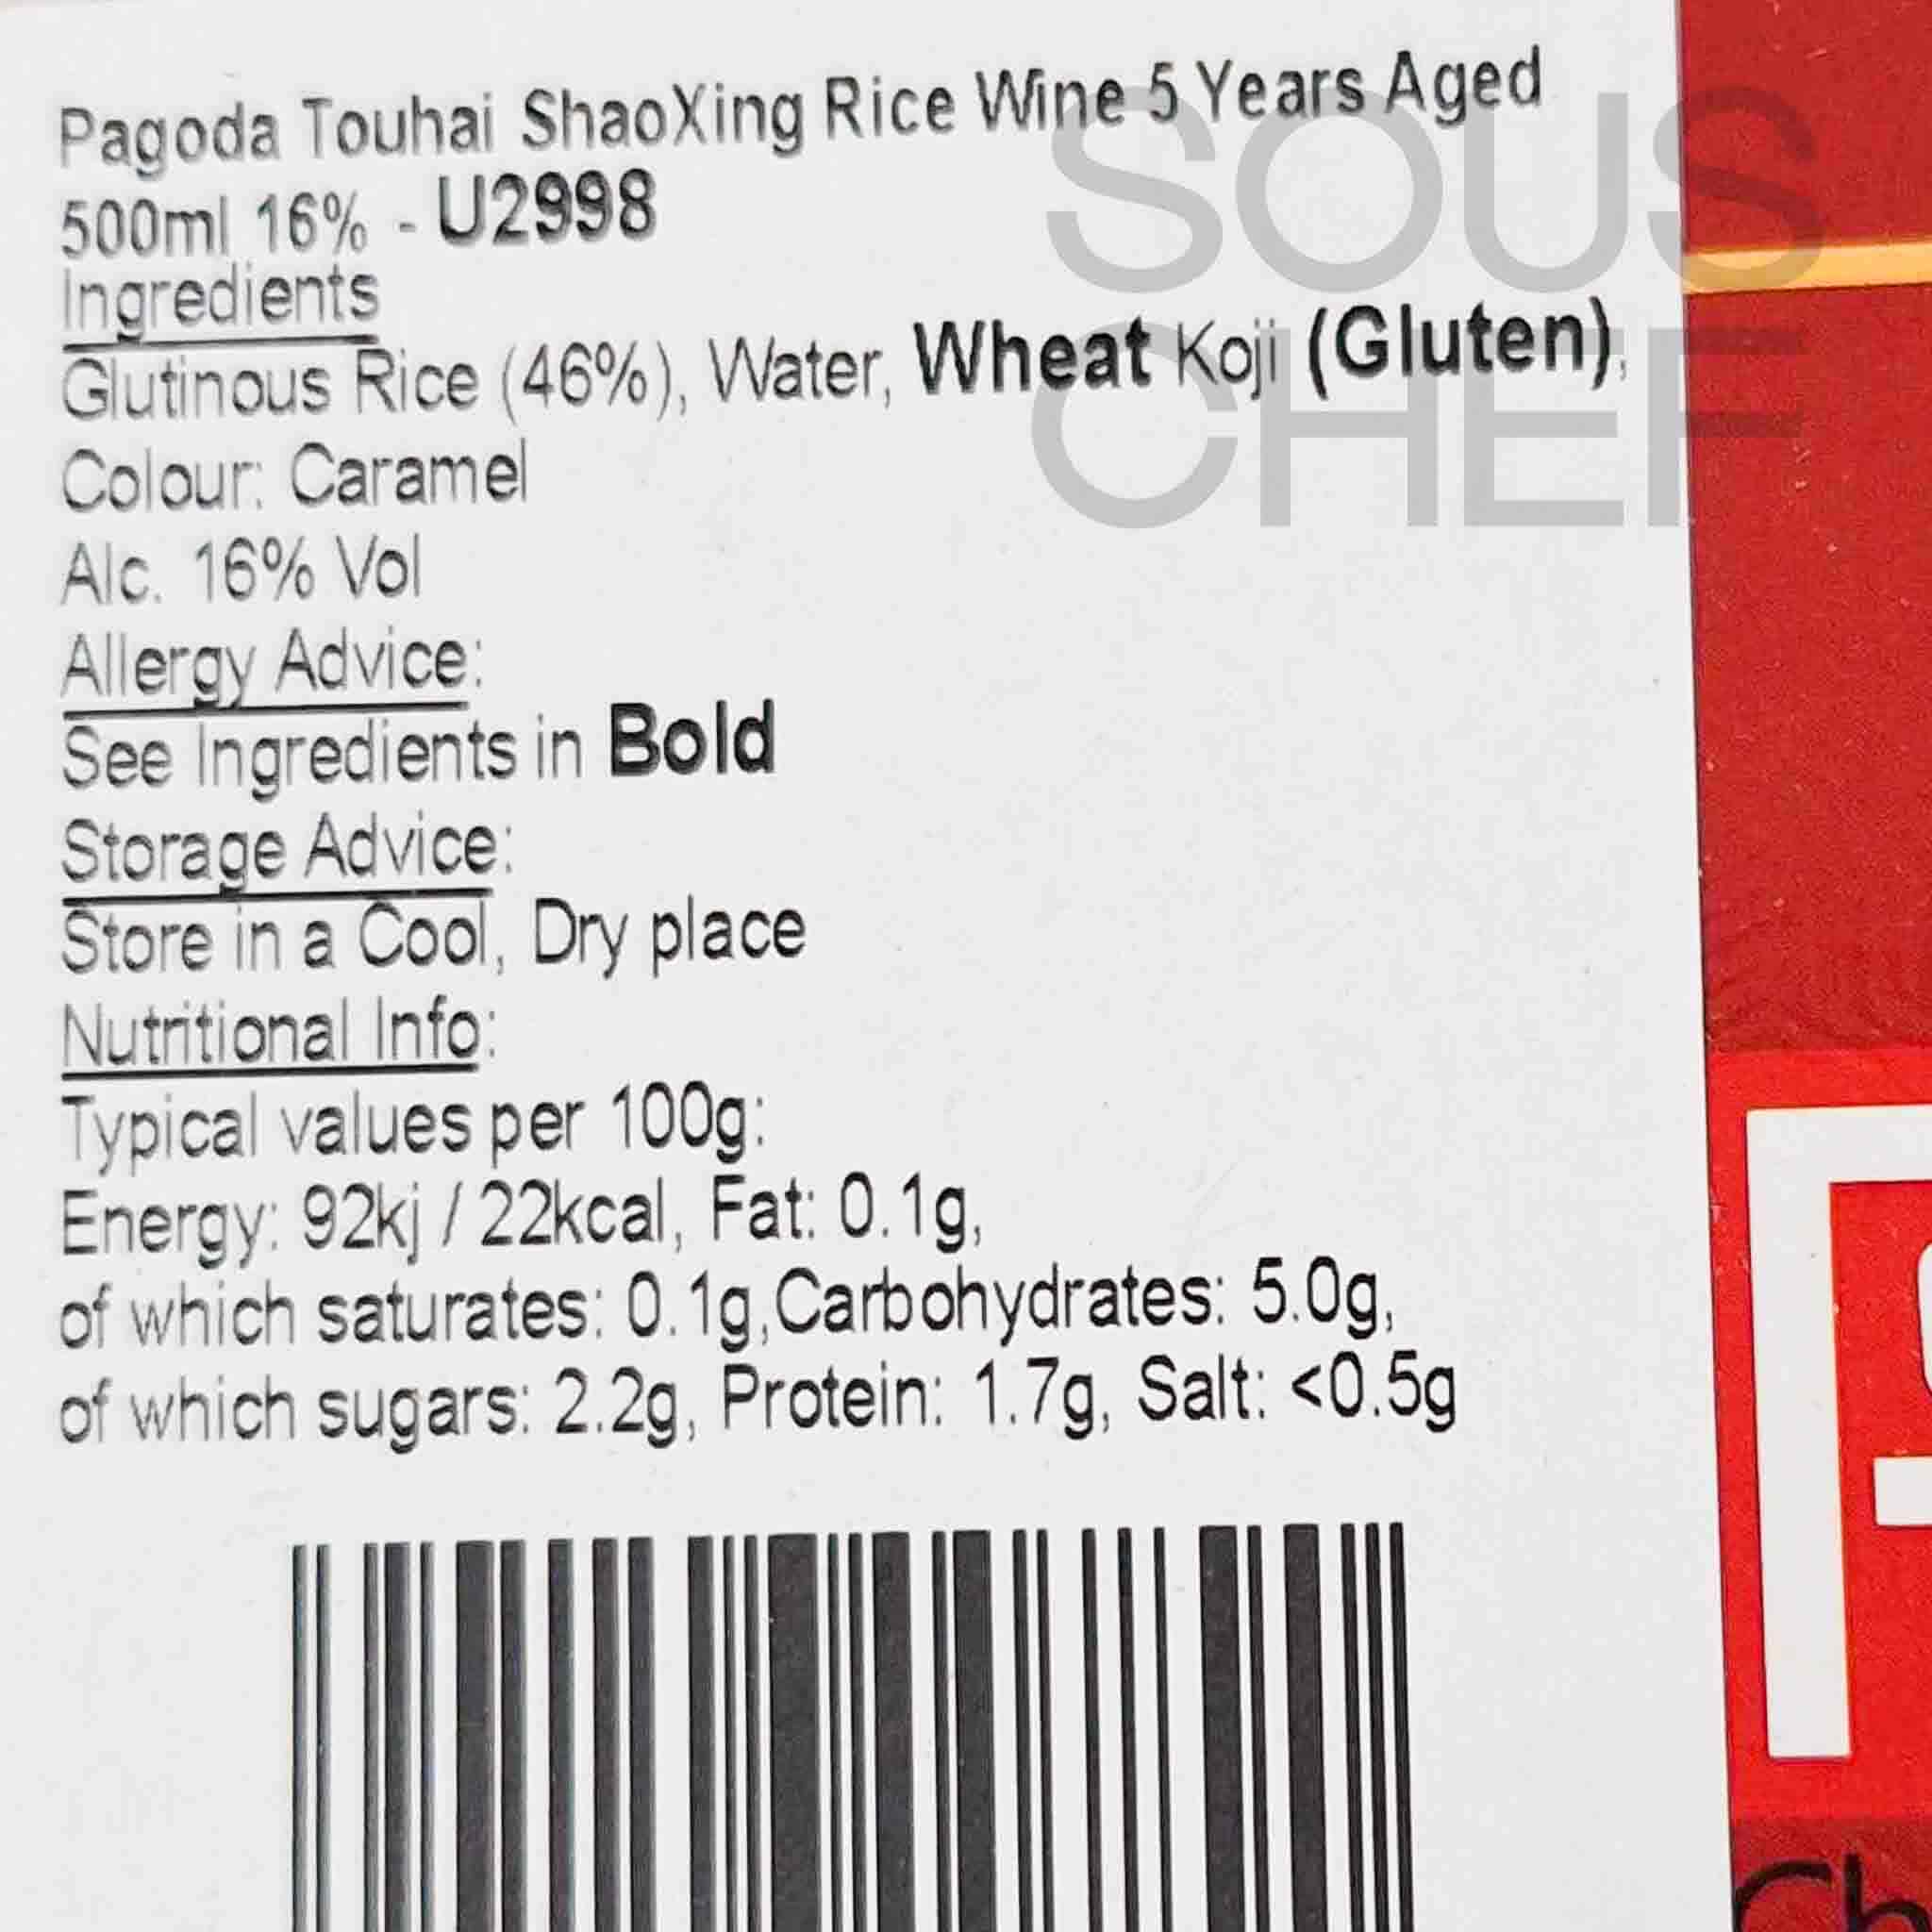 Pagoda Touhai ShaoXing Rice Wine 5 Years Aged
500ml 16% - U2998
Ingredients
Glutinous Rice (46%), Water, Wheat Koji (Gluten),
Colour: Caramel
Alc. 16% Vol
Allergy Advice:
See Ingredients in Bold
Storage Advice:
Store in a Cool, Dry place
Nutritional Info:
Typical values per 100g:
Energy: 92kj / 22kcal, Fat: 0.1g,
of which saturates: 0.1g,Carbohydrates: 5.0g,
of which sugars: 2.2g, Protein: 1.7g, Salt: <0.5g
SOUS
CHEF
Ch